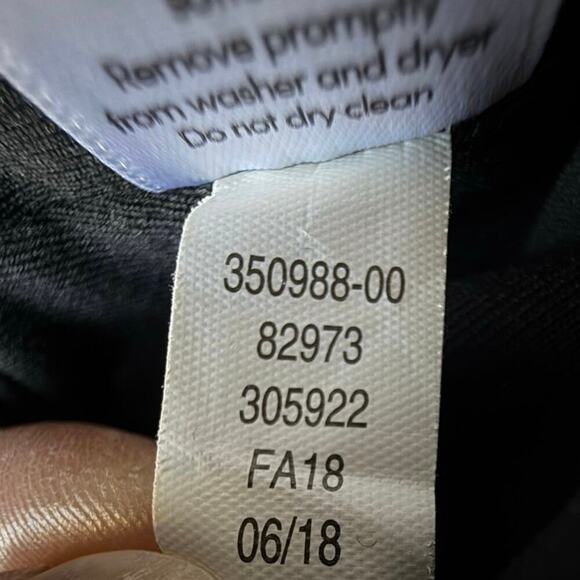 Remove promptly
from washer and dryer
Do not dry clean
350988-00
82973
305922
FA18
06/18